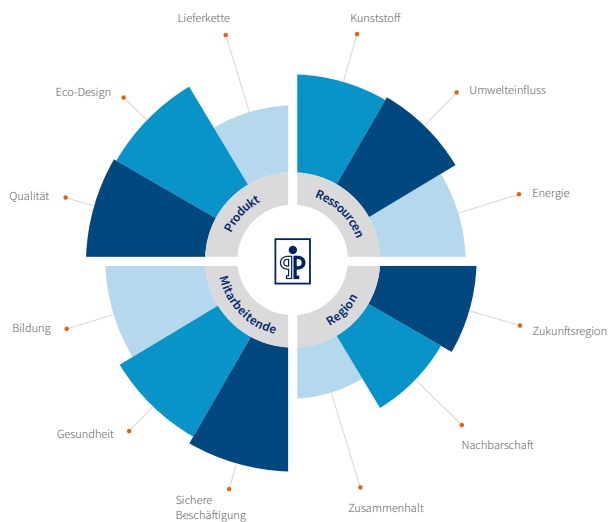 Lieferkette
Kunststoff
Eco-Design
Umwelteinfluss
Qualität
Energie
Produkt
Ressourcen
Mitarbeitende
Region
Bildung
Zukunftsregion
Gesundheit
Nachbarschaft
Sichere
Beschäftigung
Zusammenhalt